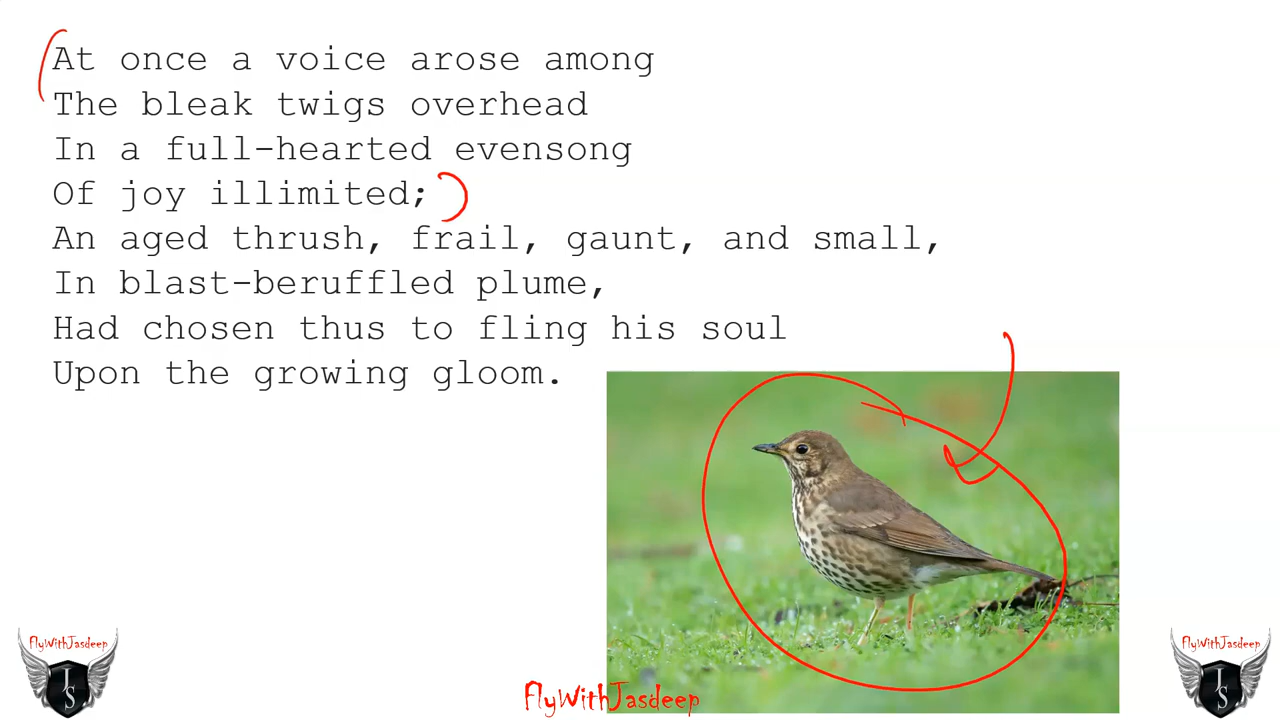 At once a voice arose among
The bleak twigs overhead
In a full-hearted evensong
Of joy illimited;
An aged thrush, frail, gaunt, and small,
In blast-beruffled plume,
Had chosen thus to fling his soul
Upon the growing gloom.
FlyWithJasdeep
JS
FlyWithJasdeep
FlyWithJasdeep
JS